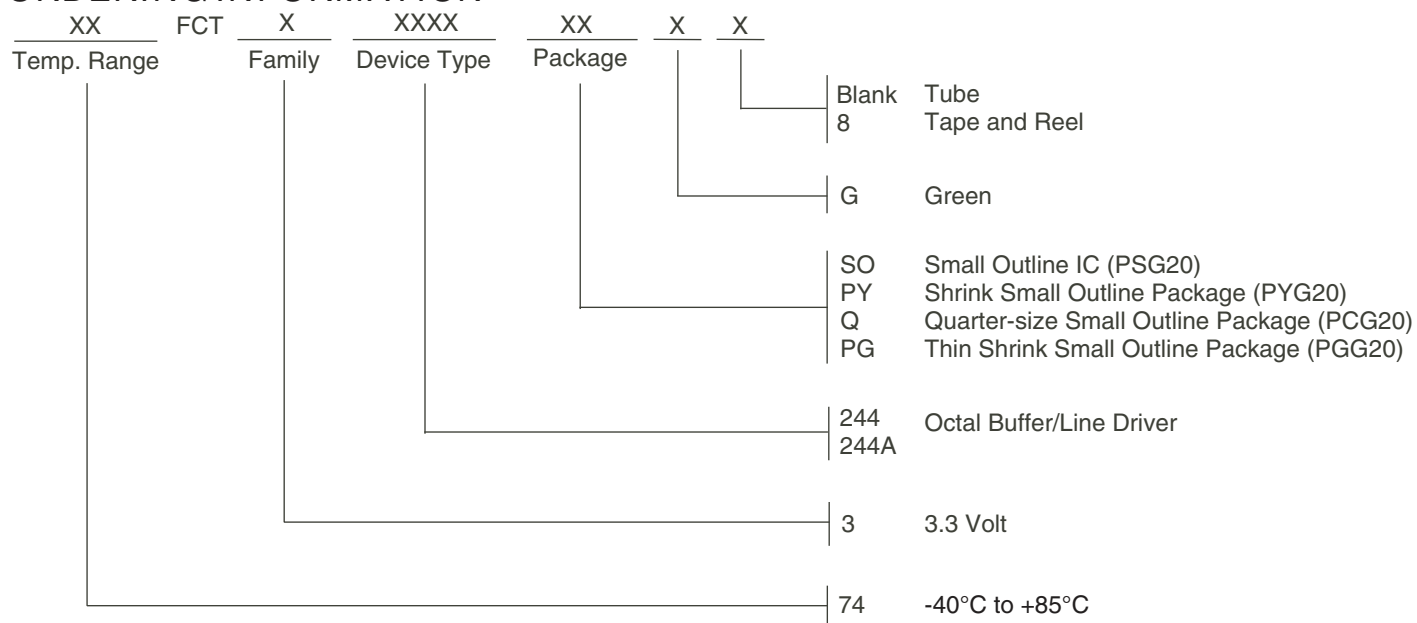 ORDERING INFORMATION
XX FCT X XXXX XX X X
Temp. Range Family Device Type Package
Blank Tube
8 Tape and Reel
G Green
SO Small Outline IC (PSG20)
PY Shrink Small Outline Package (PYG20)
Q Quarter-size Small Outline Package (PCG20)
PG Thin Shrink Small Outline Package (PGG20)
244 Octal Buffer/Line Driver
244A
3 3.3 Volt
74 -40°C to +85°C